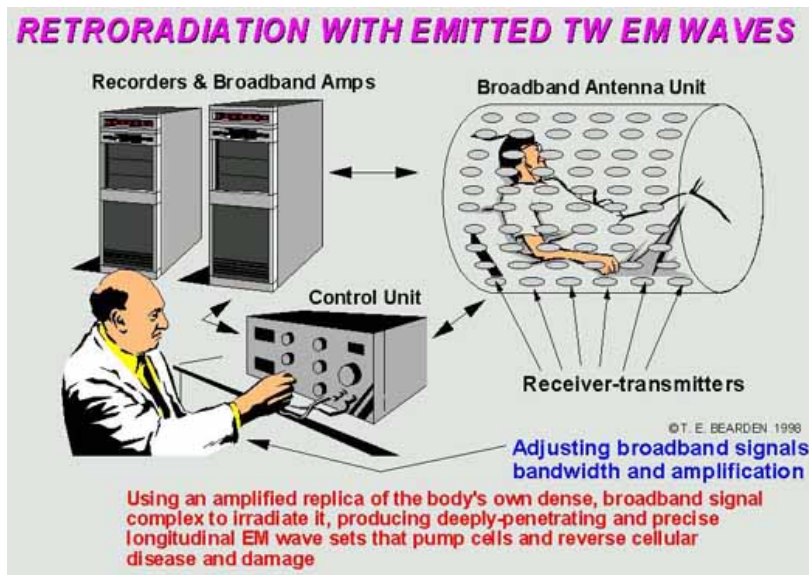 RETRORADIATION WITH EMITTED TW EM WAVES
Recorders & Broadband Amps
Broadband Antenna Unit
Control Unit
Receiver-transmitters
©T. E. BEARDEN 1998
Adjusting broadband signals
bandwidth and amplification
Using an amplified replica of the body's own dense, broadband signal
complex to irradiate it, producing deeply-penetrating and precise
longitudinal EM wave sets that pump cells and reverse cellular
disease and damage